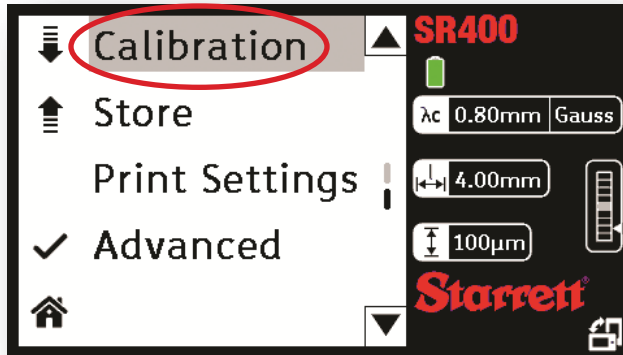 Calibration
Store
Print Settings
Advanced
SR400
λc 0.80mm Gauss
4.00mm
100µm
Starrett